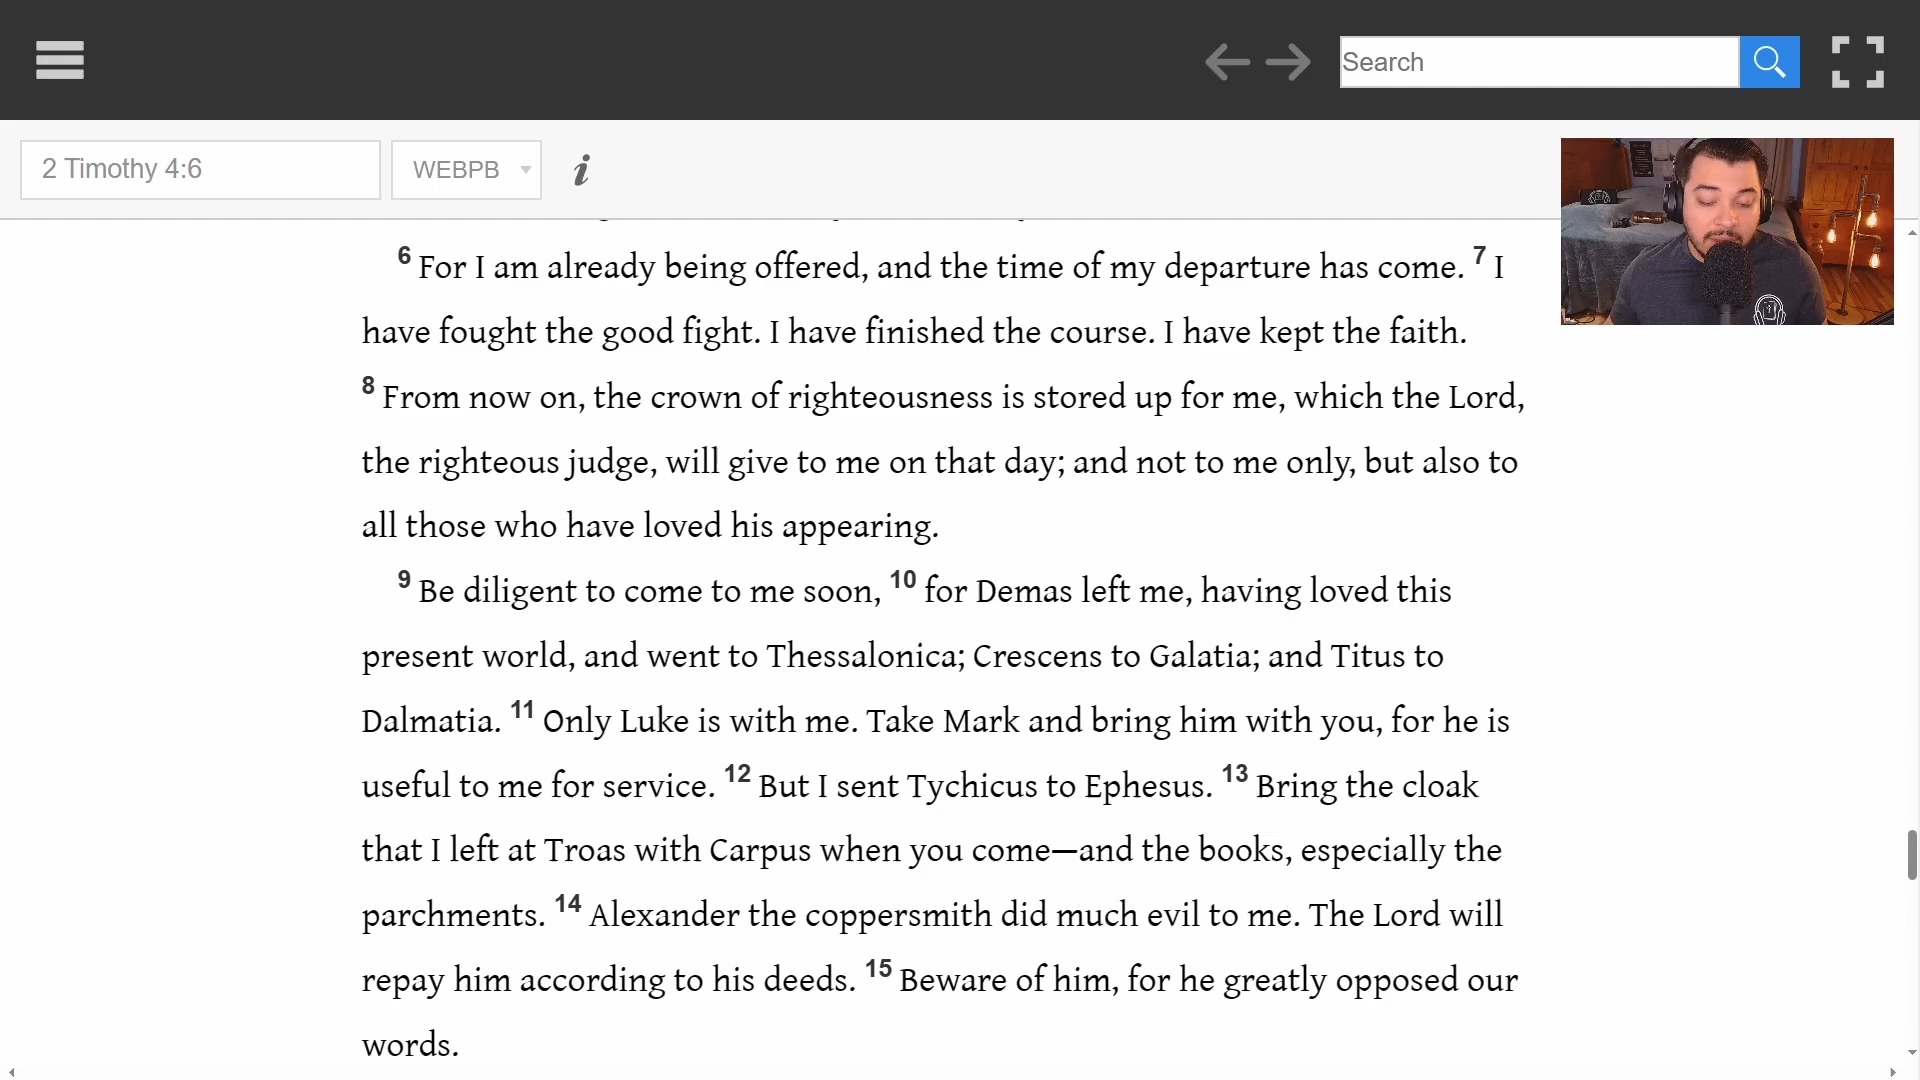 Search
2 Timothy 4:6
WEBPB
i
6 For I am already being offered, and the time of my departure has come. 7 I
have fought the good fight. I have finished the course. I have kept the faith.
8 From now on, the crown of righteousness is stored up for me, which the Lord,
the righteous judge, will give to me on that day; and not to me only, but also to
all those who have loved his appearing.
9 Be diligent to come to me soon, 10 for Demas left me, having loved this
present world, and went to Thessalonica; Crescens to Galatia; and Titus to
Dalmatia. 11 Only Luke is with me. Take Mark and bring him with you, for he is
useful to me for service. 12 But I sent Tychicus to Ephesus. 13 Bring the cloak
that I left at Troas with Carpus when you come—and the books, especially the
parchments. 14 Alexander the coppersmith did much evil to me. The Lord will
repay him according to his deeds. 15 Beware of him, for he greatly opposed our
words.